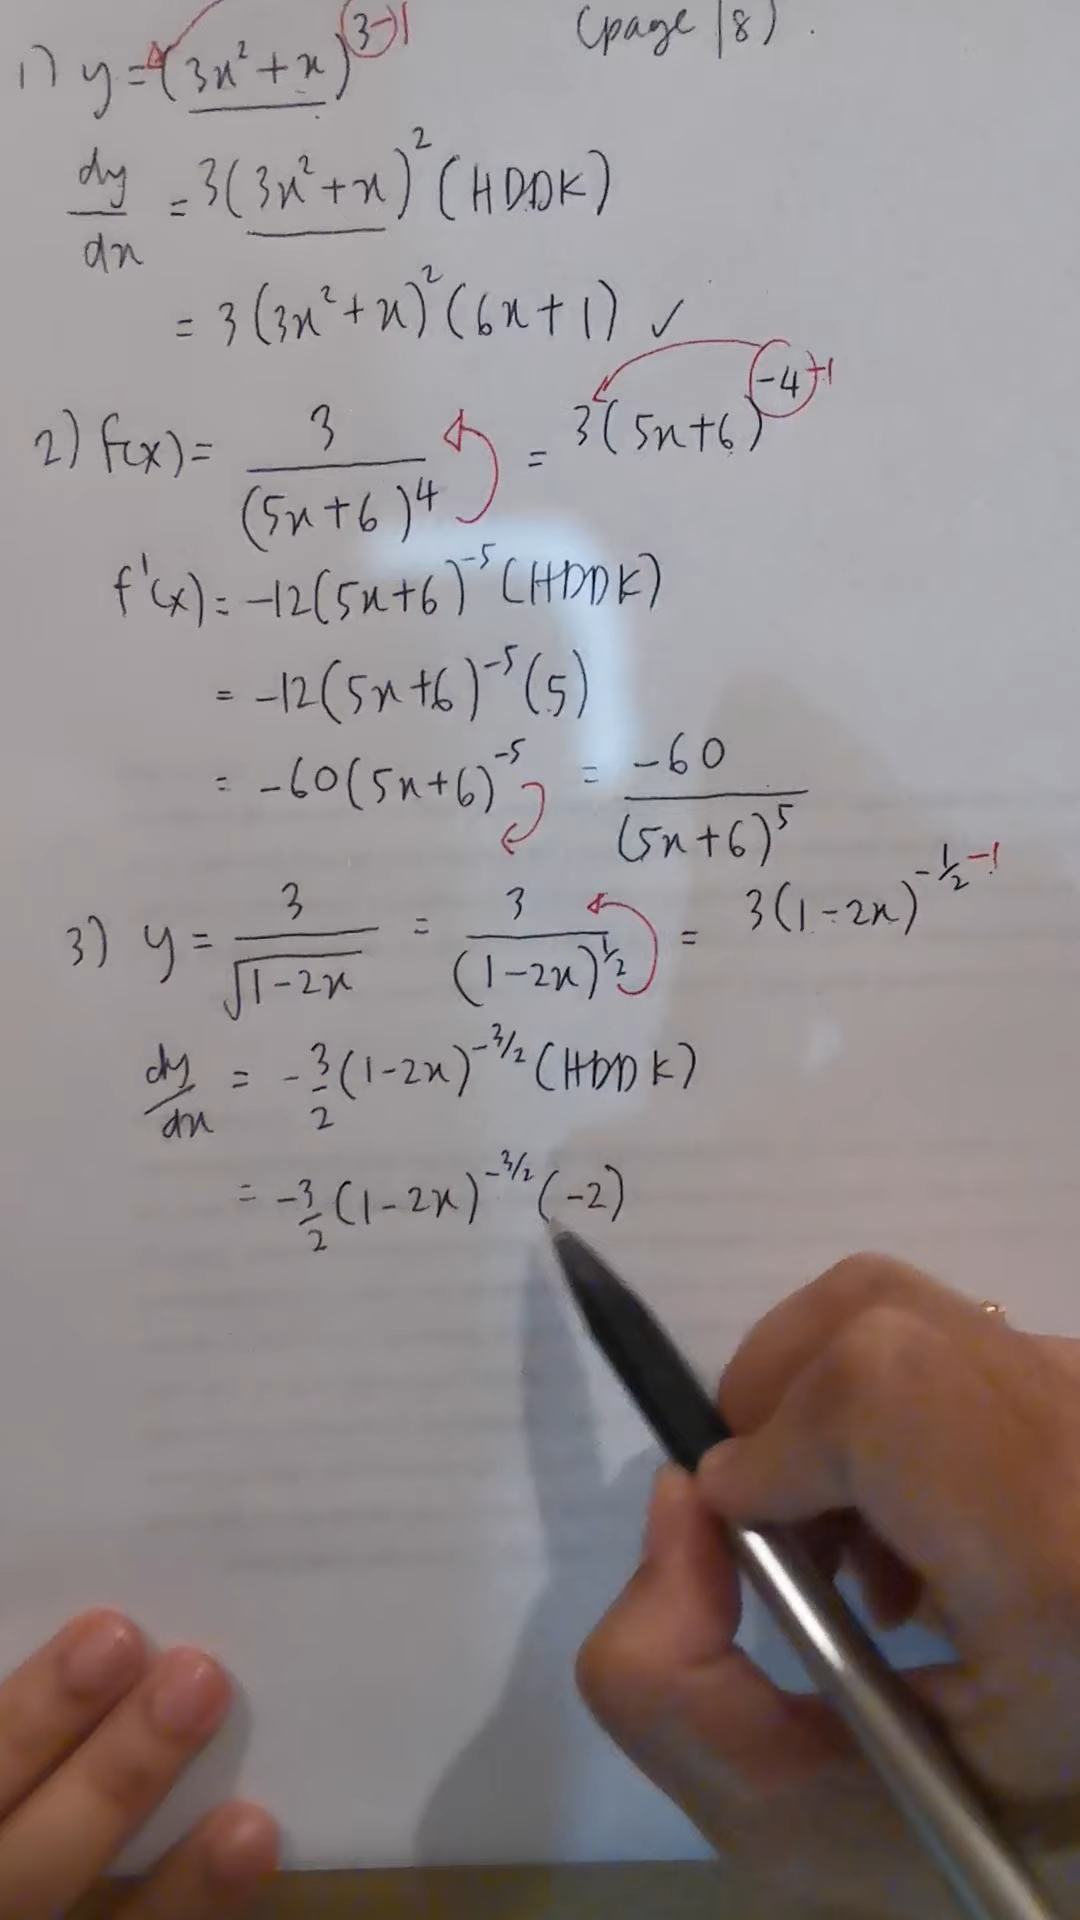 (page 18).
1) y = (3x² + x)^3-1
dy/dx = 3(3x² + x)² (HDDK)
= 3(3x² + x)² (6x + 1) ✓
2) f(x) = 3/(5x + 6)^4 = 3(5x + 6)^-4-1
f'(x) = -12(5x + 6)^-5 (HDDK)
= -12(5x + 6)^-5 (5)
= -60(5x + 6)^-5 = -60/(5x + 6)^5
3) y = 3/√(1 - 2x) = 3/(1 - 2x)^½ = 3(1 - 2x)^-½-1
dy/dx = -3/2 (1 - 2x)^-3/2 (HDDK)
= -3/2 (1 - 2x)^-3/2 (-2)